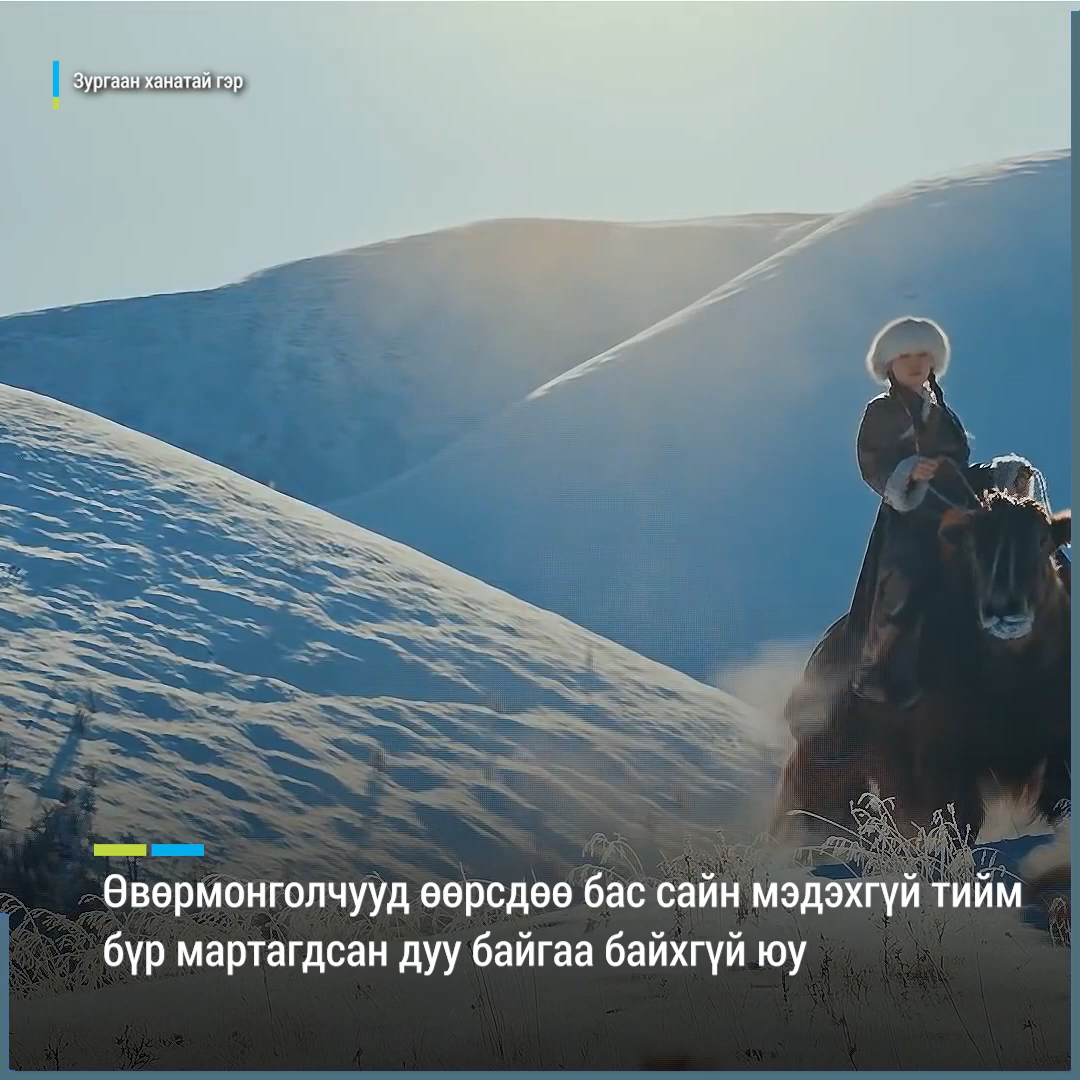 Зургаан ханатай гэр
Өвөрмонголчууд өөрсдөө бас сайн мэдэхгүй тийм
бүр мартагдсан дуу байгаа байхгүй юу